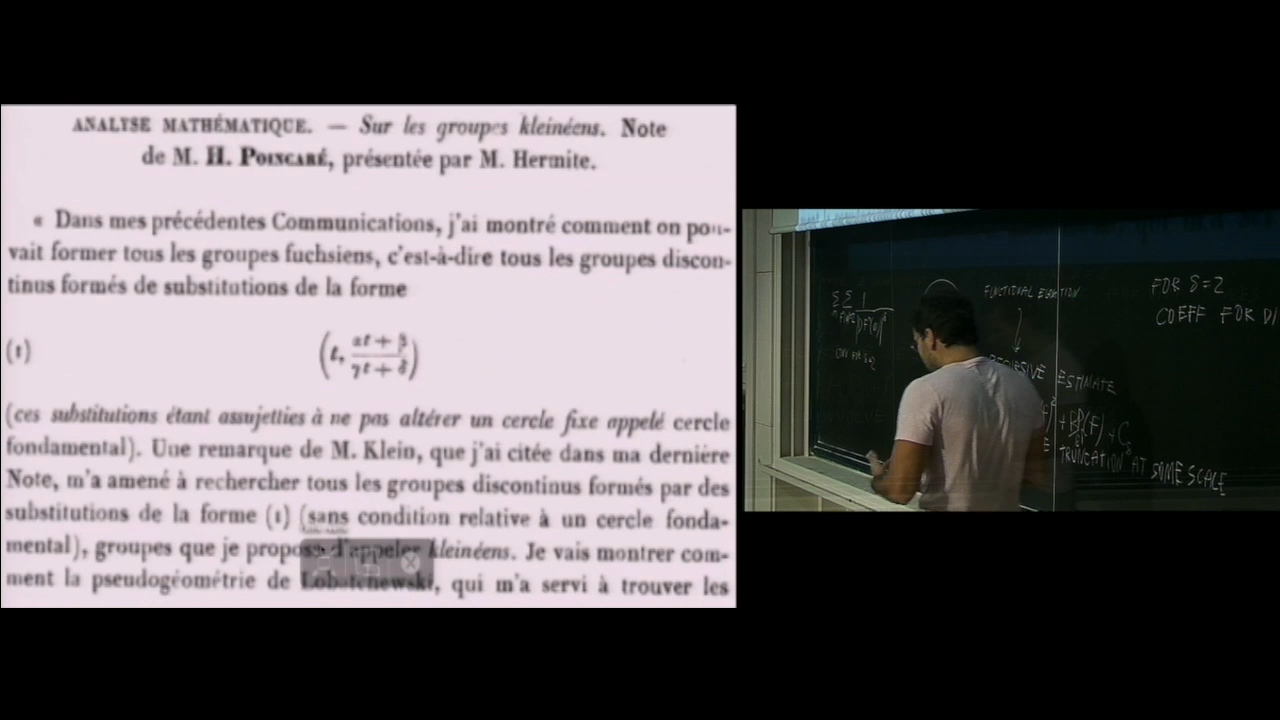 ANALYSE MATHÉMATIQUE. — Sur les groupes kleinéens. Note
de M. H. Poincaré, présentée par M. Hermite.
« Dans mes précédentes Communications, j'ai montré comment on pou-
vait former tous les groupes fuchsiens, c'est-à-dire tous les groupes discon-
tinus formés de substitutions de la forme
(1) (t, (αt + β)/(γt + δ))
(ces substitutions étant assujetties à ne pas altérer un cercle fixe appelé cercle
fondamental). Une remarque de M. Klein, que j'ai citée dans ma dernière
Note, m'a amené à rechercher tous les groupes discontinus formés par des
substitutions de la forme (1) (sans condition relative à un cercle fonda-
mental), groupes que je propose d'appeler kleinéens. Je vais montrer com-
ment la pseudogéométrie de Lobatchewski, qui m'a servi à trouver les
FUNCTIONAL EQUATION
ESTIMATE
TRUNCATION AT SOME SCALE
FOR δ=2
COEFF FOR